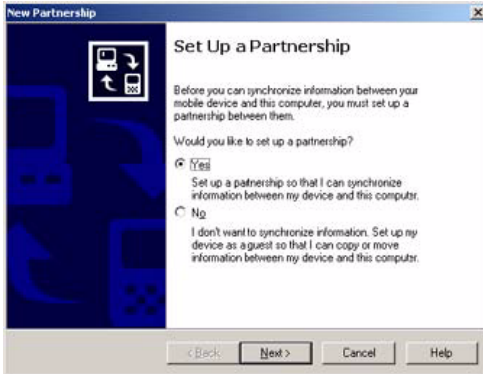 New Partnership
Set Up a Partnership
Before you can synchronize information between your
mobile device and this computer, you must set up a
partnership between them.
Would you like to set up a partnership?
Yes
Set up a partnership so that I can synchronize
information between my device and this computer.
No
I don't want to synchronize information. Set up my
device as a guest so that I can copy or move
information between my device and this computer.
< Back
Next >
Cancel
Help